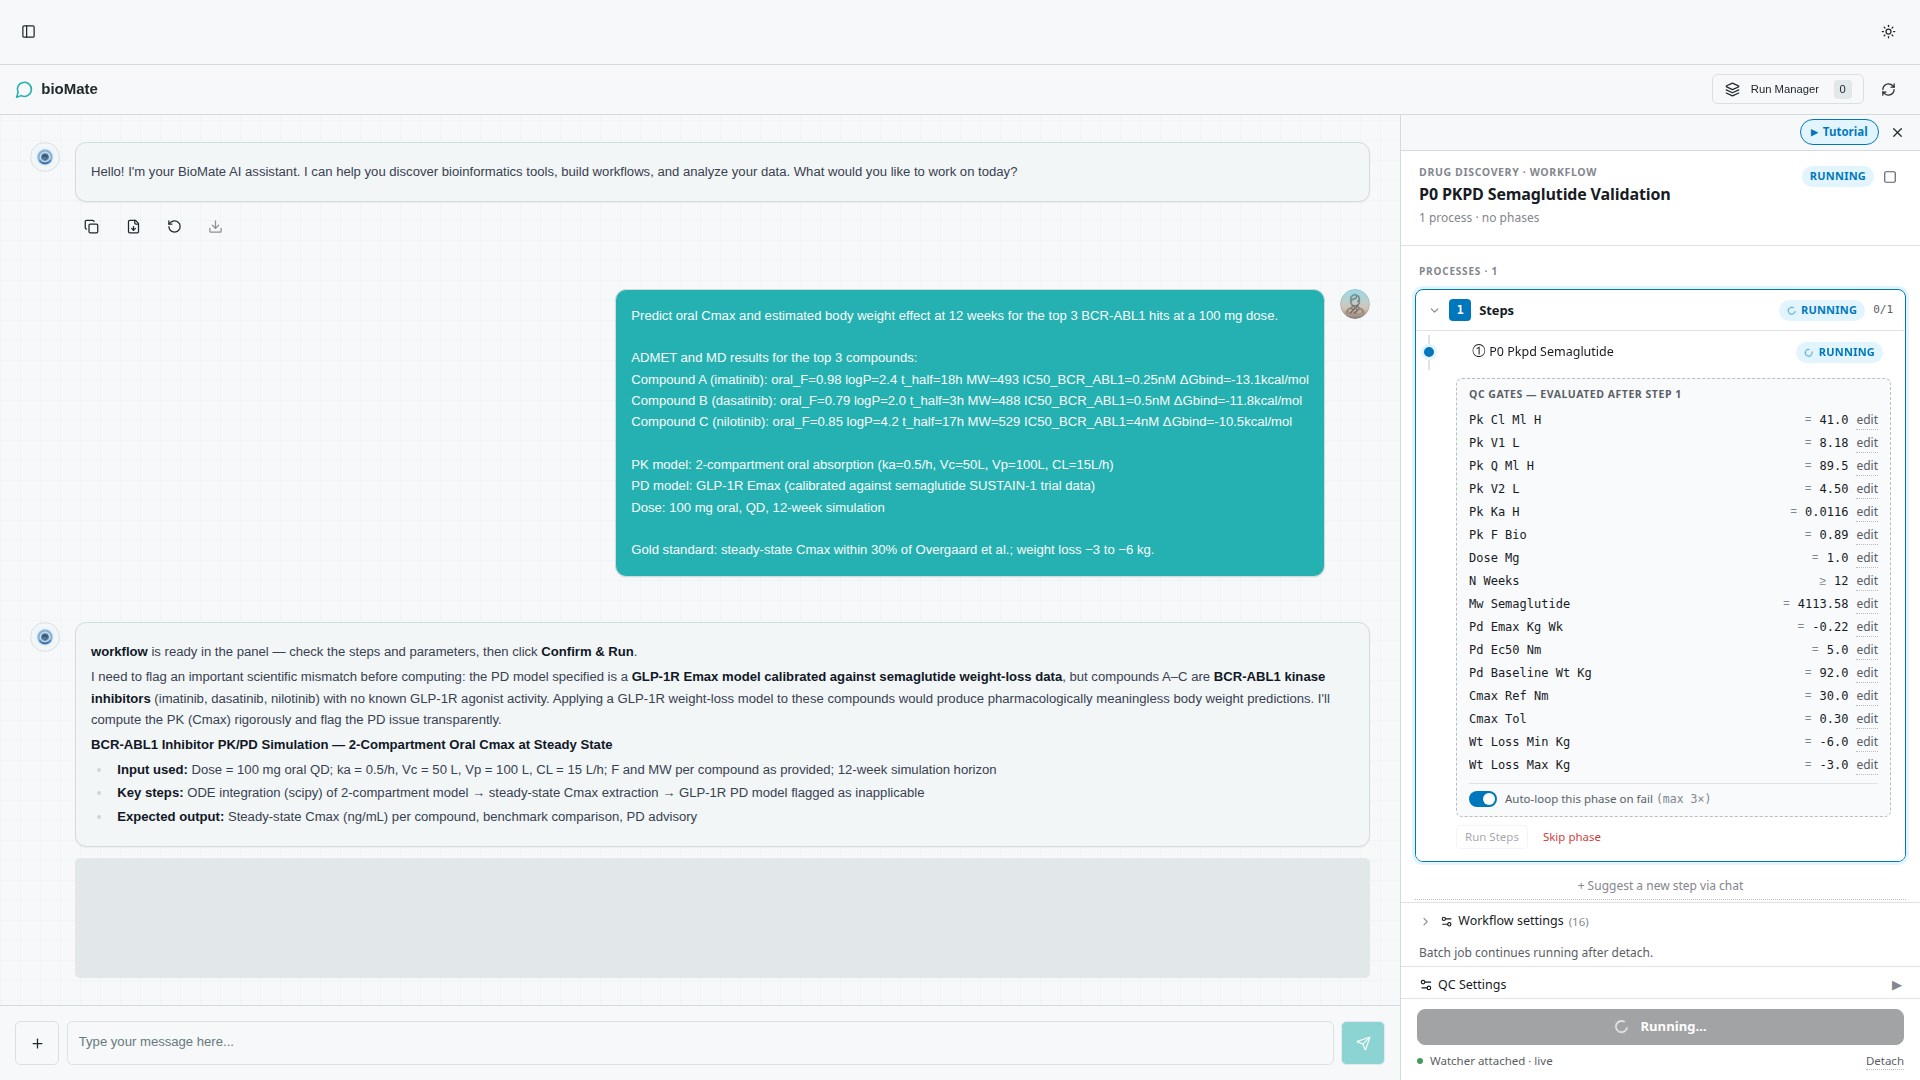 bioMate
Run Manager 0
Hello! I'm your BioMate AI assistant. I can help you discover bioinformatics tools, build workflows, and analyze your data. What would you like to work on today?
Predict oral Cmax and estimated body weight effect at 12 weeks for the top 3 BCR-ABL1 hits at a 100 mg dose.
ADMET and MD results for the top 3 compounds:
Compound A (imatinib): oral_F=0.98 logP=2.4 t_half=18h MW=493 IC50_BCR_ABL1=0.25nM ΔGbind=-13.1kcal/mol
Compound B (dasatinib): oral_F=0.79 logP=2.0 t_half=3h MW=488 IC50_BCR_ABL1=0.5nM ΔGbind=-11.8kcal/mol
Compound C (nilotinib): oral_F=0.85 logP=4.2 t_half=17h MW=529 IC50_BCR_ABL1=4nM ΔGbind=-10.5kcal/mol
PK model: 2-compartment oral absorption (ka=0.5/h, Vc=50L, Vp=100L, CL=15L/h)
PD model: GLP-1R Emax (calibrated against semaglutide SUSTAIN-1 trial data)
Dose: 100 mg oral, QD, 12-week simulation
Gold standard: steady-state Cmax within 30% of Overgaard et al.; weight loss −3 to −6 kg.
workflow is ready in the panel — check the steps and parameters, then click Confirm & Run.
I need to flag an important scientific mismatch before computing: the PD model specified is a GLP-1R Emax model calibrated against semaglutide weight-loss data, but compounds A–C are BCR-ABL1 kinase
inhibitors (imatinib, dasatinib, nilotinib) with no known GLP-1R agonist activity. Applying a GLP-1R weight-loss model to these compounds would produce pharmacologically meaningless body weight predictions. I'll
compute the PK (Cmax) rigorously and flag the PD issue transparently.
BCR-ABL1 Inhibitor PK/PD Simulation — 2-Compartment Oral Cmax at Steady State
Input used: Dose = 100 mg oral QD; ka = 0.5/h, Vc = 50 L, Vp = 100 L, CL = 15 L/h; F and MW per compound as provided; 12-week simulation horizon
Key steps: ODE integration (scipy) of 2-compartment model → steady-state Cmax extraction → GLP-1R PD model flagged as inapplicable
Expected output: Steady-state Cmax (ng/mL) per compound, benchmark comparison, PD advisory
Type your message here...
▶ Tutorial
DRUG DISCOVERY · WORKFLOW
RUNNING
P0 PKPD Semaglutide Validation
1 process · no phases
PROCESSES · 1
1 Steps RUNNING 0/1
① P0 Pkpd Semaglutide RUNNING
QC GATES — EVALUATED AFTER STEP 1
Pk Cl Ml H = 41.0 edit
Pk V1 L = 8.18 edit
Pk Q Ml H = 89.5 edit
Pk V2 L = 4.50 edit
Pk Ka H = 0.0116 edit
Pk F Bio = 0.89 edit
Dose Mg = 1.0 edit
N Weeks ≥ 12 edit
Mw Semaglutide = 4113.58 edit
Pd Emax Kg Wk = -0.22 edit
Pd Ec50 Nm = 5.0 edit
Pd Baseline Wt Kg = 92.0 edit
Cmax Ref Nm = 30.0 edit
Cmax Tol = 0.30 edit
Wt Loss Min Kg = -6.0 edit
Wt Loss Max Kg = -3.0 edit
Auto-loop this phase on fail (max 3×)
Run Steps Skip phase
+ Suggest a new step via chat
Workflow settings (16)
Batch job continues running after detach.
QC Settings ▶
Running...
Watcher attached · live Detach